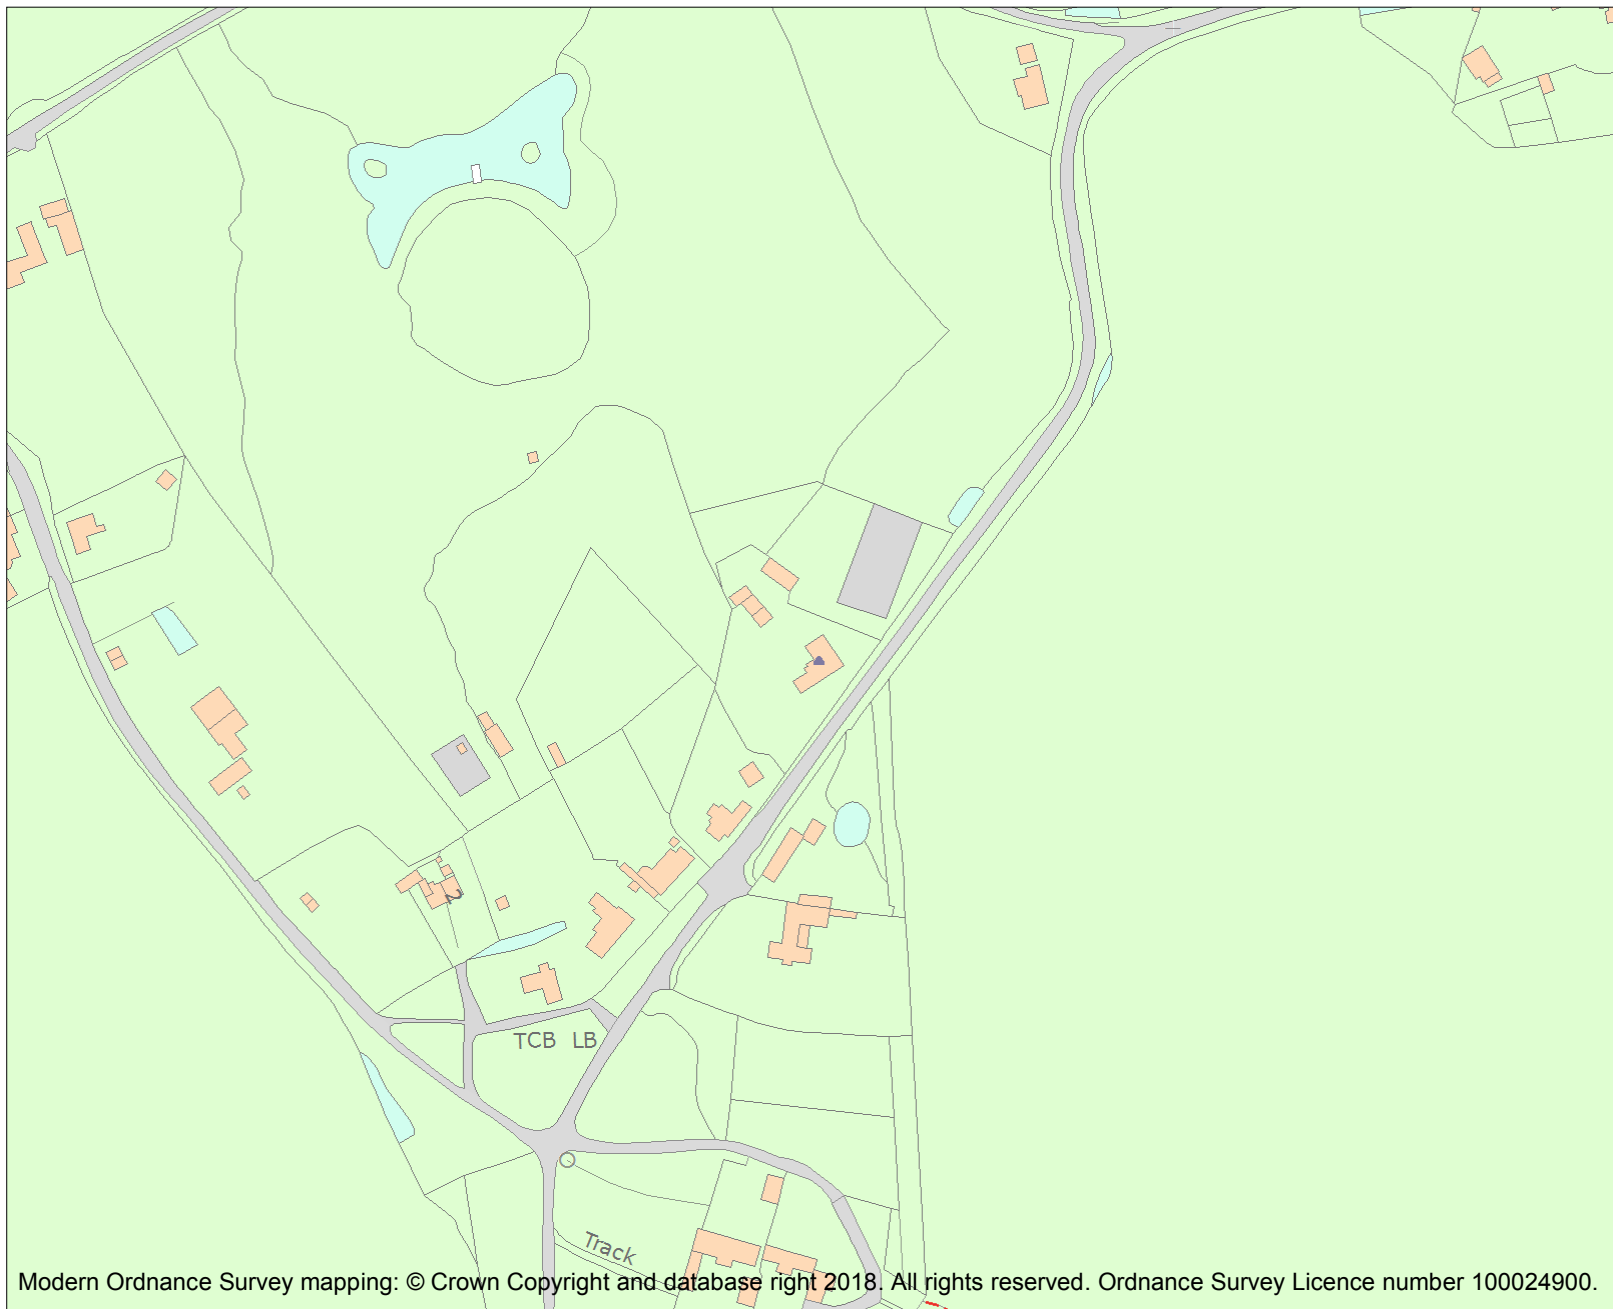 2
TCB LB
Track
Modern Ordnance Survey mapping: © Crown Copyright and database right 2018. All rights reserved. Ordnance Survey Licence number 100024900.